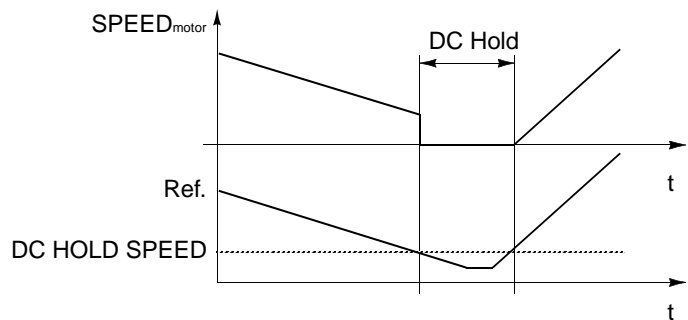 SPEEDmotor
DC Hold
t
Ref.
DC HOLD SPEED
t